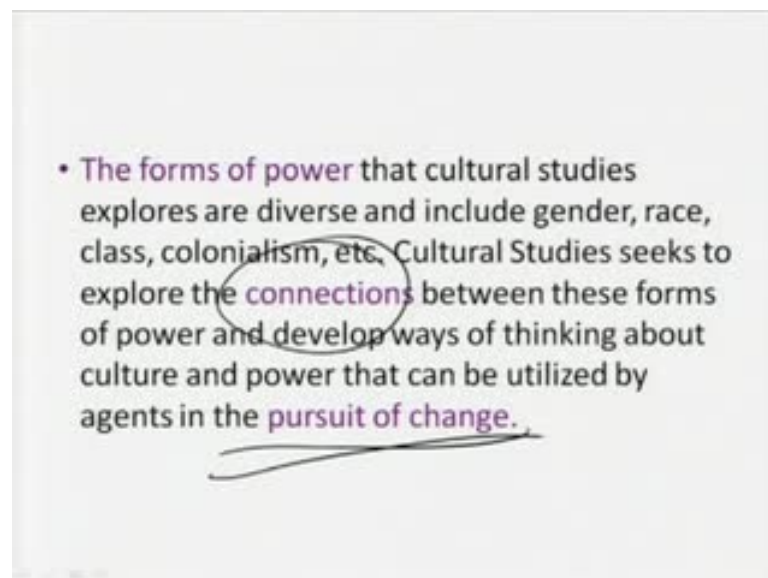 • The forms of power that cultural studies
explores are diverse and include gender, race,
class, colonialism, etc. Cultural Studies seeks to
explore the connections between these forms
of power and develop ways of thinking about
culture and power that can be utilized by
agents in the pursuit of change.